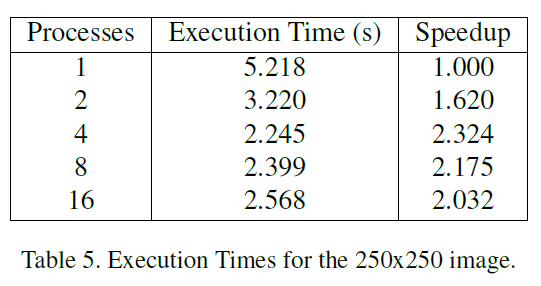 Processes Execution Time (s) Speedup
1 5.218 1.000
2 3.220 1.620
4 2.245 2.324
8 2.399 2.175
16 2.568 2.032
Table 5. Execution Times for the 250x250 image.